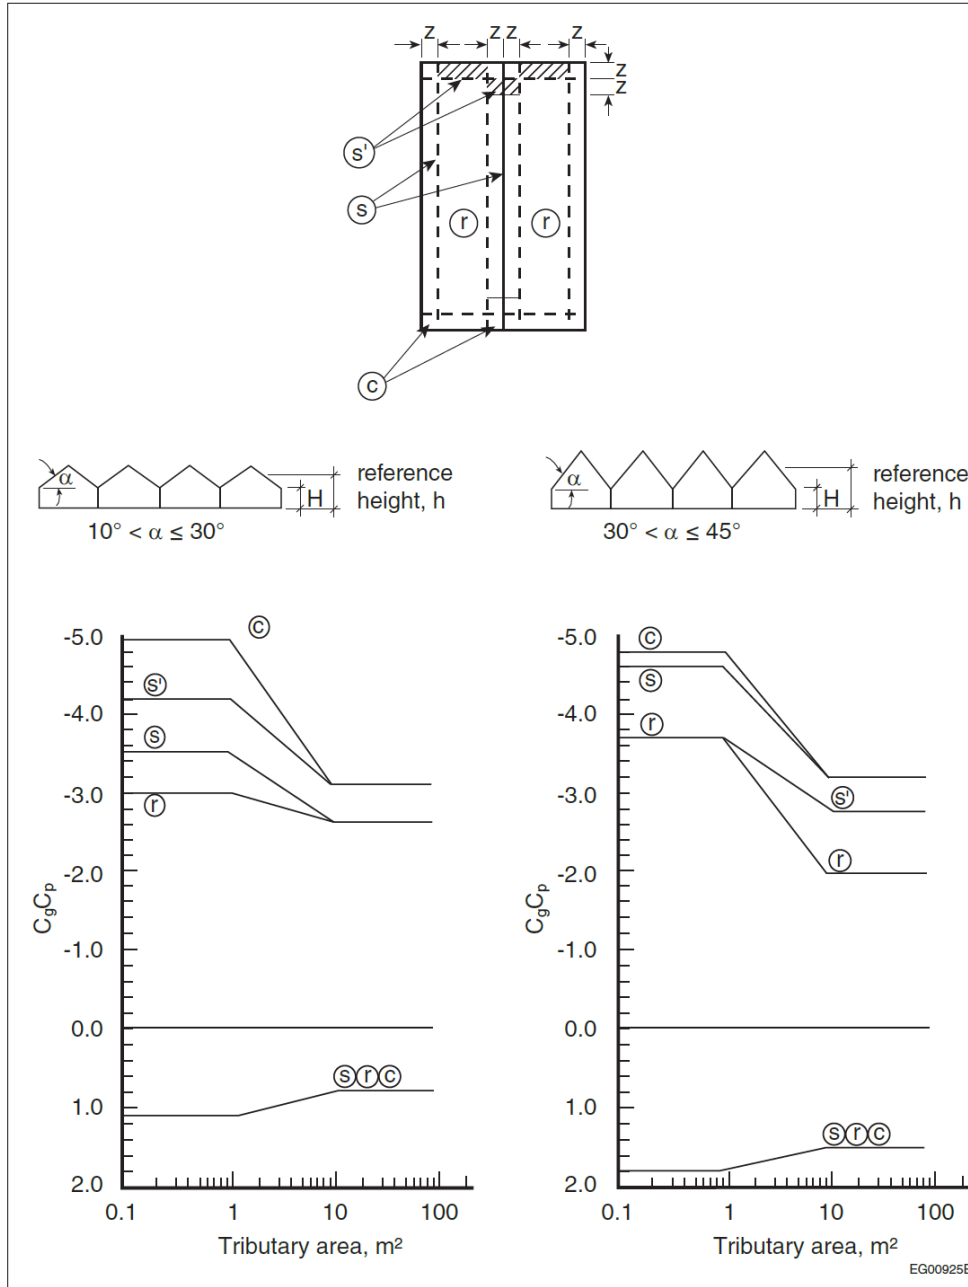 z z z z
z
z
s'
s
r r
c
α H reference height, h
10° < α ≤ 30°
α H reference height, h
30° < α ≤ 45°
-5.0
-4.0
-3.0
-2.0
-1.0
0.0
1.0
2.0
CgCp
c
s'
s
r
s r c
0.1 1 10 100
Tributary area, m²
-5.0
-4.0
-3.0
-2.0
-1.0
0.0
1.0
2.0
CgCp
c
s
r
s'
r
s r c
0.1 1 10 100
Tributary area, m²
EG00925B